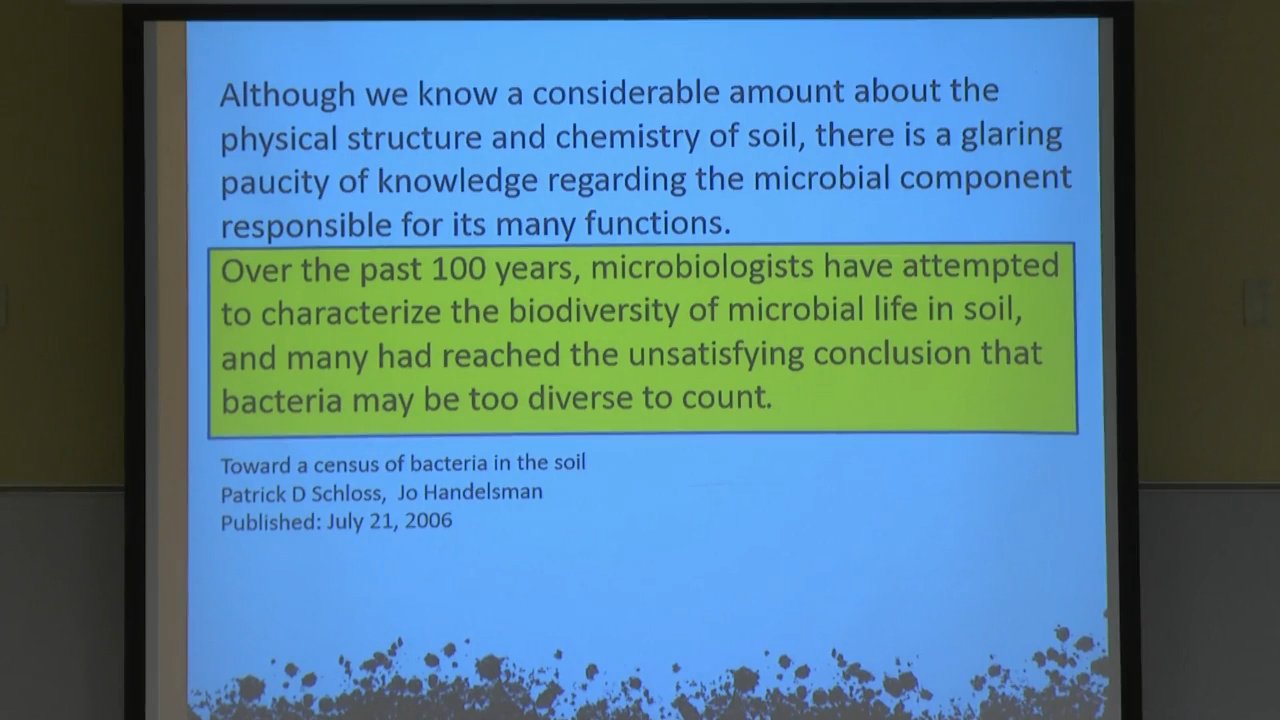 Although we know a considerable amount about the
physical structure and chemistry of soil, there is a glaring
paucity of knowledge regarding the microbial component
responsible for its many functions.
Over the past 100 years, microbiologists have attempted
to characterize the biodiversity of microbial life in soil,
and many had reached the unsatisfying conclusion that
bacteria may be too diverse to count.
Toward a census of bacteria in the soil
Patrick D Schloss,  Jo Handelsman
Published: July 21, 2006